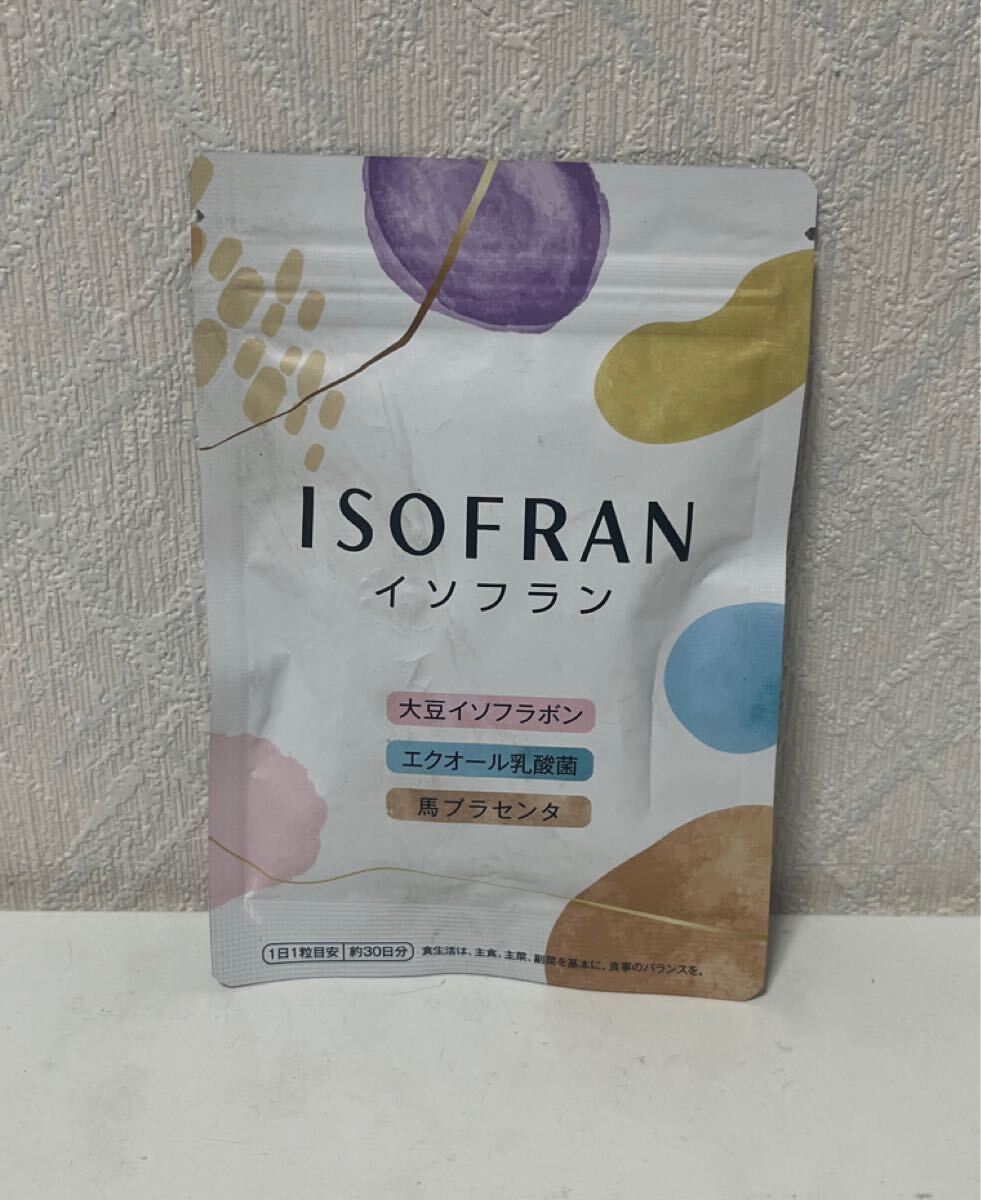 ISOFRAN
イソフラン
大豆イソフラボン
エクオール乳酸菌
馬プラセンタ
1日1粒目安 約30日分 食生活は、主食、主菜、副菜を基本に、食事のバランスを。